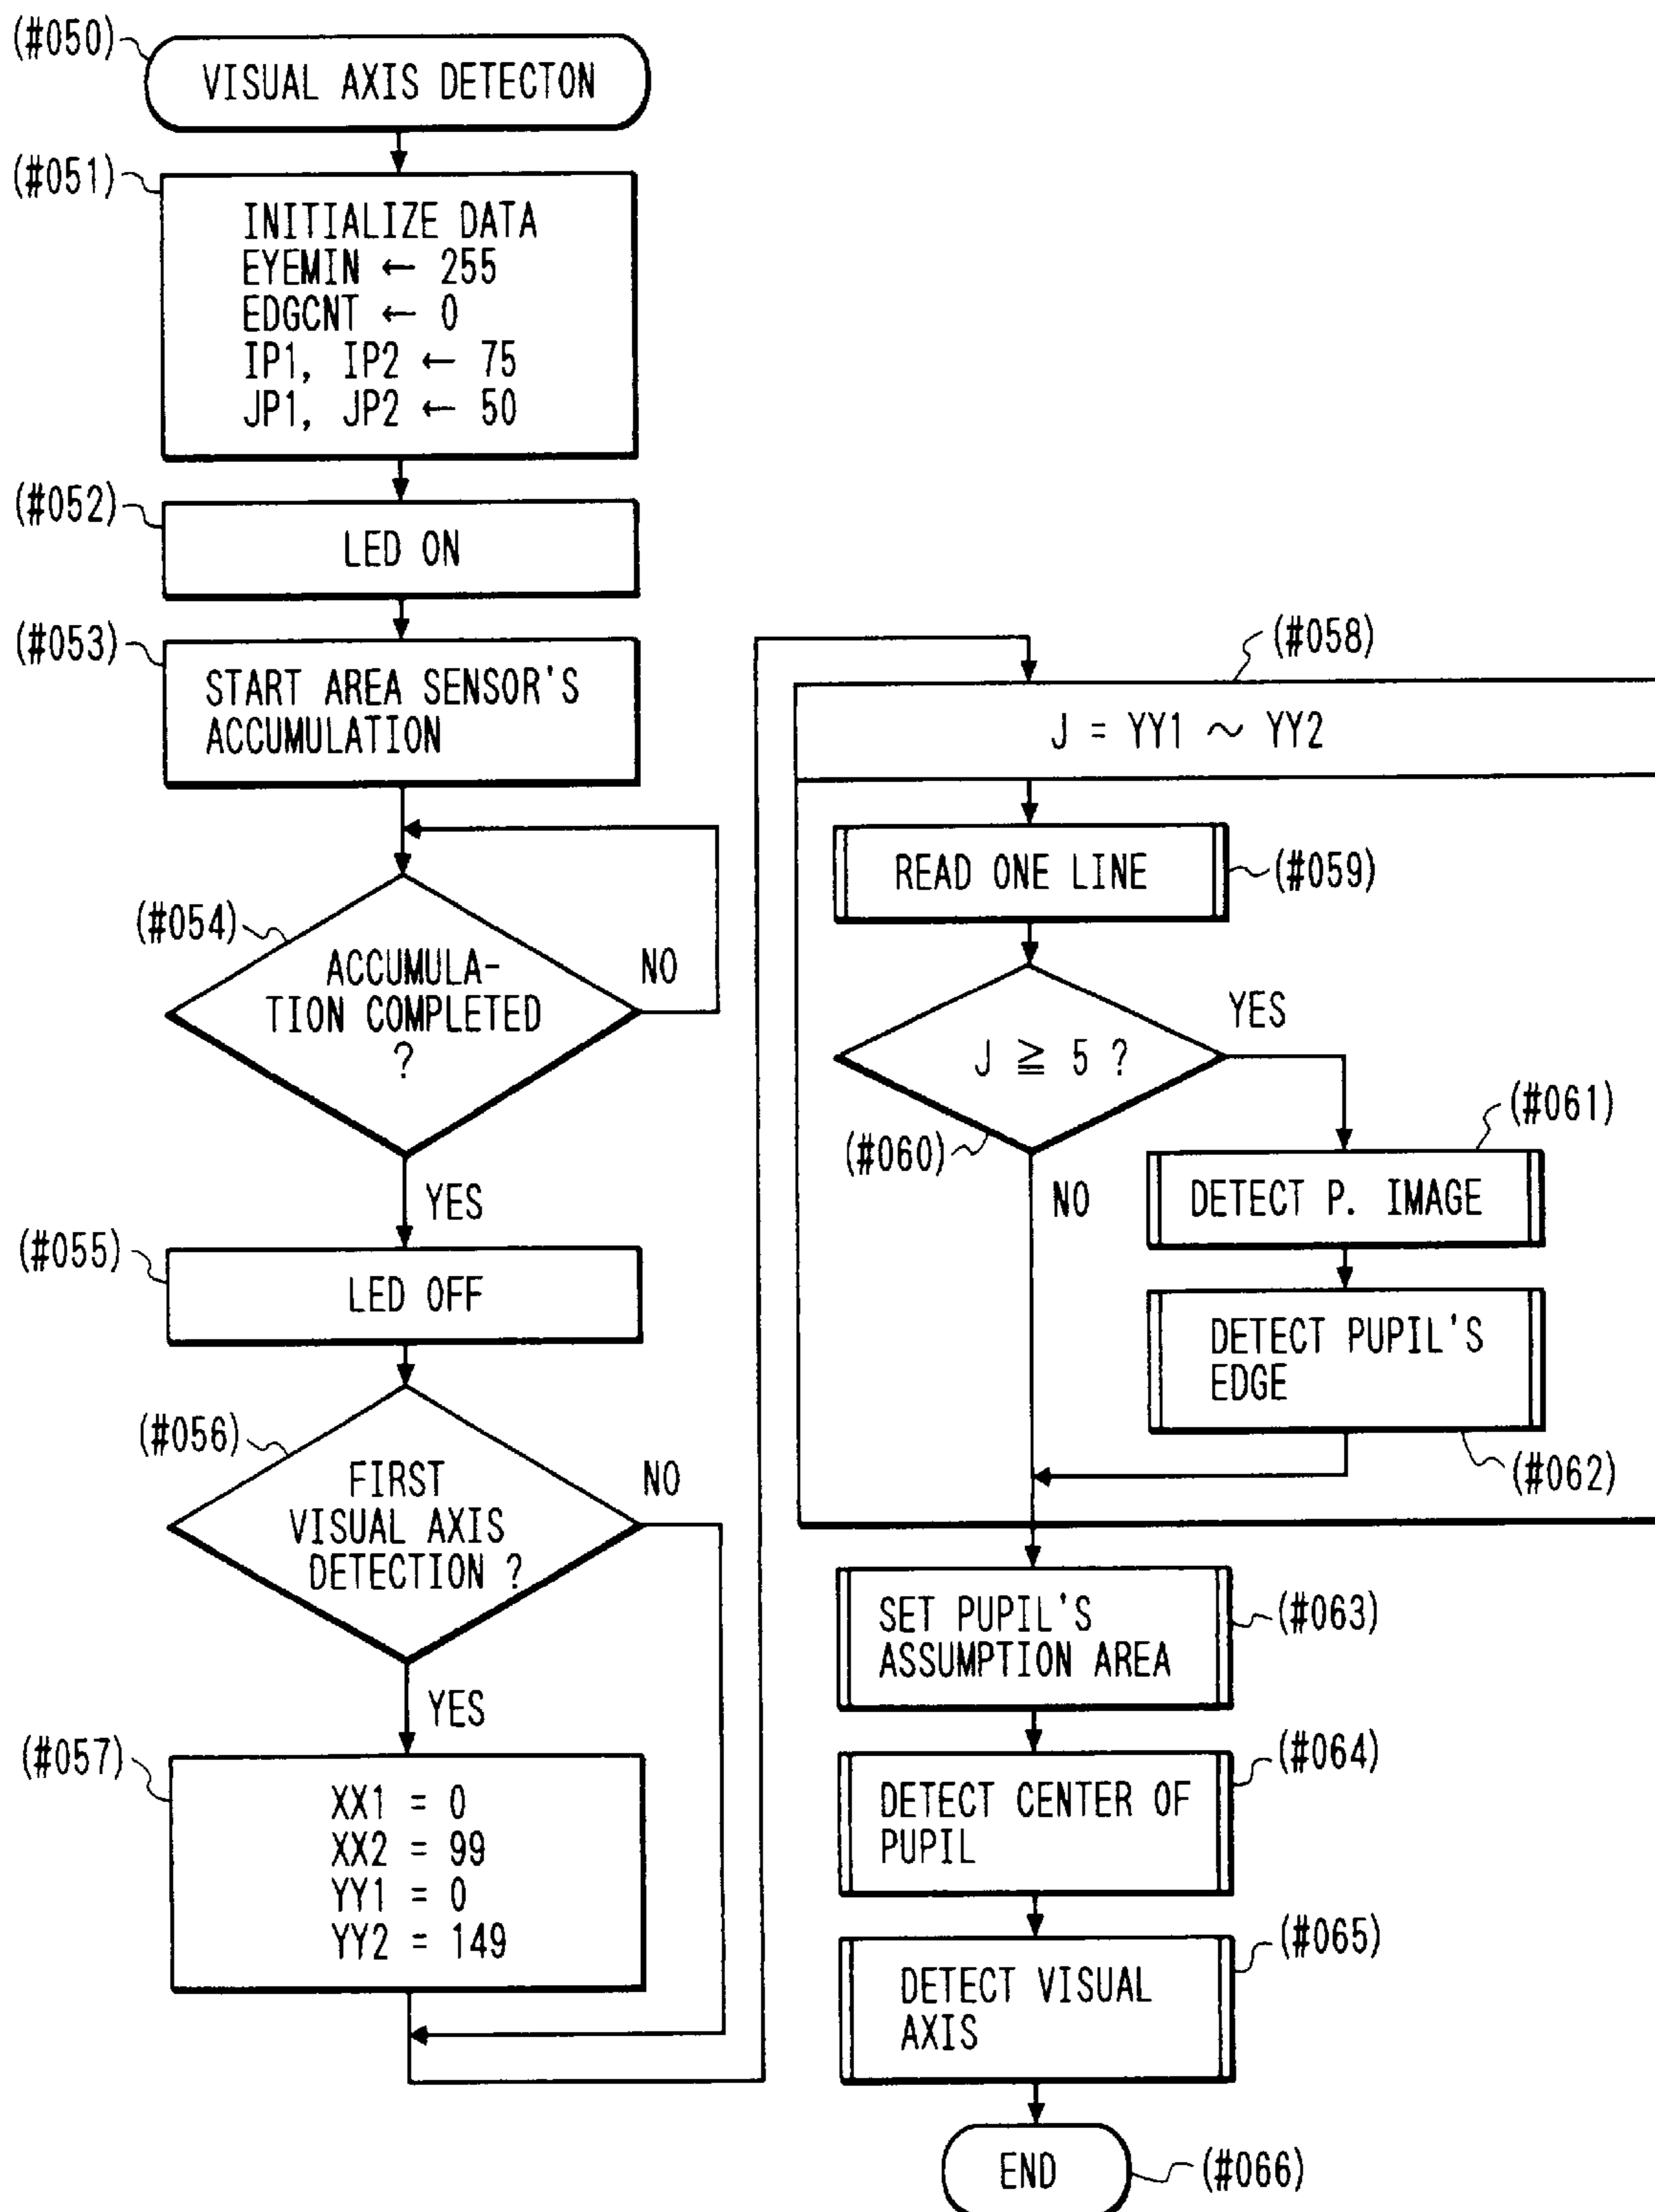 (#050)
VISUAL AXIS DETECTON
(#051)
INITIALIZE DATA
EYEMIN ← 255
EDGCNT ← 0
IP1, IP2 ← 75
JP1, JP2 ← 50
(#052)
LED ON
(#053)
START AREA SENSOR'S
ACCUMULATION
(#054)
ACCUMULA-
TION COMPLETED
?
NO
YES
(#055)
LED OFF
(#056)
FIRST
VISUAL AXIS
DETECTION ?
NO
YES
(#057)
XX1 = 0
XX2 = 99
YY1 = 0
YY2 = 149
(#058)
J = YY1 ~ YY2
READ ONE LINE
(#059)
J ≧ 5 ?
YES
(#060)
NO
(#061)
DETECT P. IMAGE
DETECT PUPIL'S
EDGE
(#062)
SET PUPIL'S
ASSUMPTION AREA
(#063)
DETECT CENTER OF
PUPIL
(#064)
DETECT VISUAL
AXIS
(#065)
END
(#066)